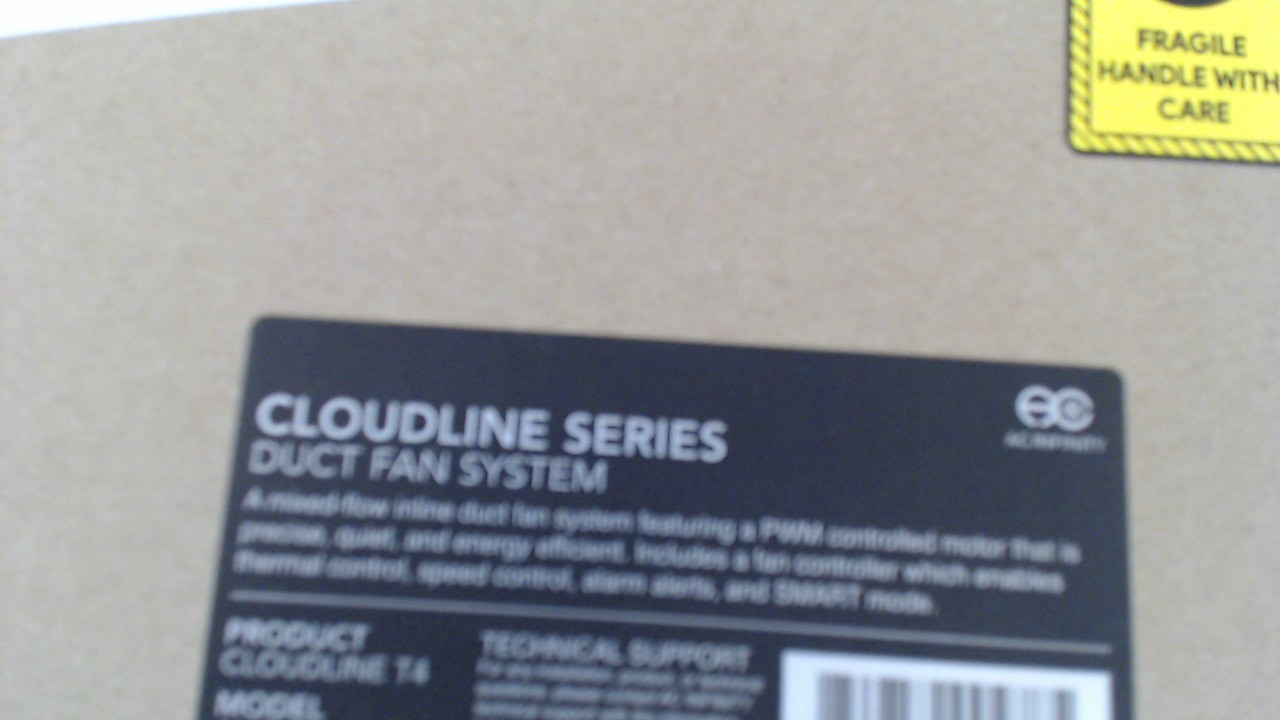 FRAGILE
HANDLE WITH
CARE
CLOUDLINE SERIES
AC INFINITY
DUCT FAN SYSTEM
A mixed-flow inline duct fan system featuring a PWM controlled motor that is
precise, quiet, and energy efficient. Includes a fan controller which enables
thermal control, speed control, alarm alerts, and SMART mode.
PRODUCT
CLOUDLINE T4
MODEL
TECHNICAL SUPPORT